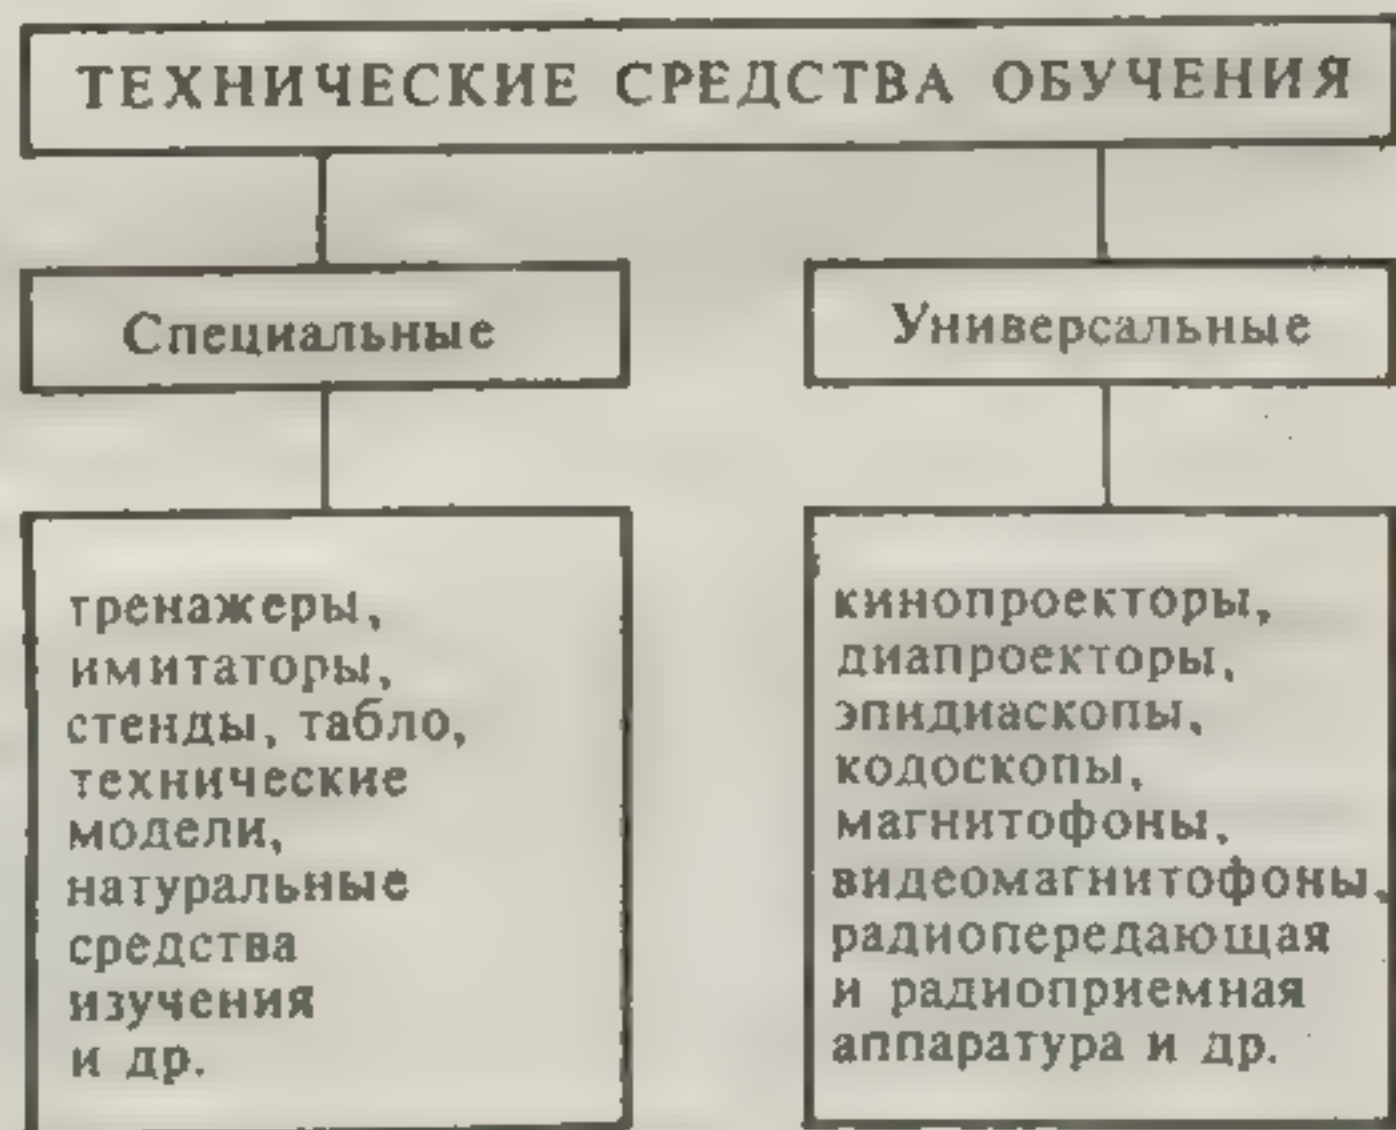 ТЕХНИЧЕСКИЕ СРЕДСТВА ОБУЧЕНИЯ
Специальные
Универсальные
тренажеры,
имитаторы,
стенды, табло,
технические
модели,
натуральные
средства
изучения
и др.
кинопроекторы,
диапроекторы,
эпидиаскопы,
кодоскопы,
магнитофоны,
видеомагнитофоны,
радиопередающая
и радиоприемная
аппаратура и др.